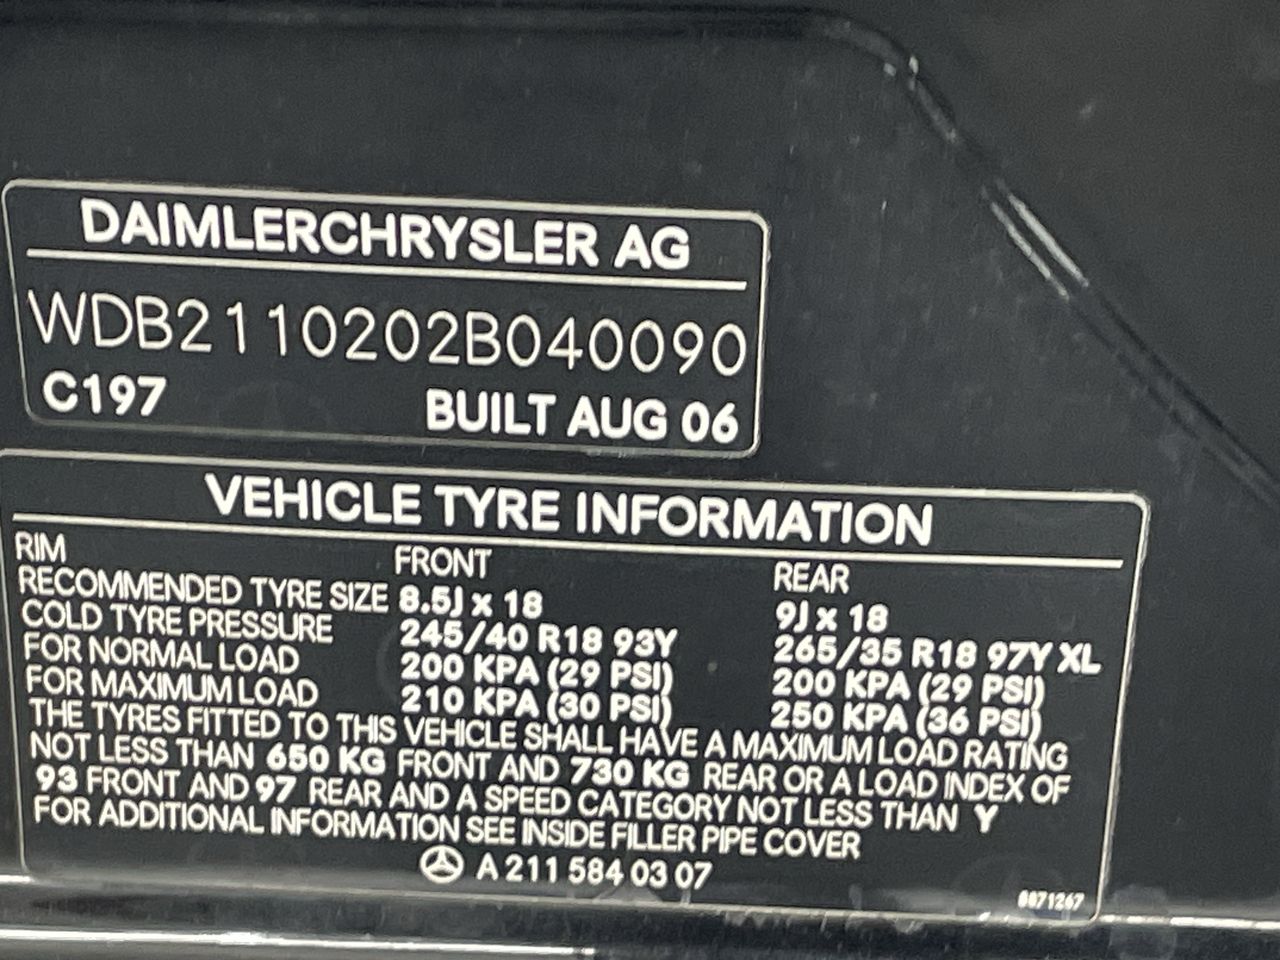 DAIMLERCHRYSLER AG
WDB2110202B040090
C197 BUILT AUG 06
VEHICLE TYRE INFORMATION
RIM FRONT REAR
RECOMMENDED TYRE SIZE 8.5J x 18 9J x 18
COLD TYRE PRESSURE 245/40 R18 93Y 265/35 R18 97Y XL
FOR NORMAL LOAD 200 KPA (29 PSI) 200 KPA (29 PSI)
FOR MAXIMUM LOAD 210 KPA (30 PSI) 250 KPA (36 PSI)
THE TYRES FITTED TO THIS VEHICLE SHALL HAVE A MAXIMUM LOAD RATING
NOT LESS THAN 650 KG FRONT AND 730 KG REAR OR A LOAD INDEX OF
93 FRONT AND 97 REAR AND A SPEED CATEGORY NOT LESS THAN Y
FOR ADDITIONAL INFORMATION SEE INSIDE FILLER PIPE COVER
A 211 584 03 07